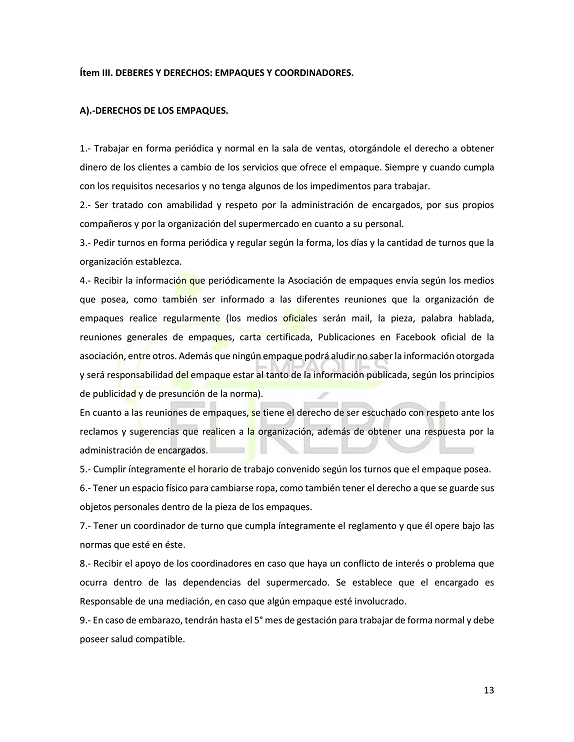 Ítem III. DEBERES Y DERECHOS: EMPAQUES Y COORDINADORES.
A).-DERECHOS DE LOS EMPAQUES.
1.- Trabajar en forma periódica y normal en la sala de ventas, otorgándole el derecho a obtener
dinero de los clientes a cambio de los servicios que ofrece el empaque. Siempre y cuando cumpla
con los requisitos necesarios y no tenga algunos de los impedimentos para trabajar.
2.- Ser tratado con amabilidad y respeto por la administración de encargados, por sus propios
compañeros y por la organización del supermercado en cuanto a su personal.
3.- Pedir turnos en forma periódica y regular según la forma, los días y la cantidad de turnos que la
organización establezca.
4.- Recibir la información que periódicamente la Asociación de empaques envía según los medios
que posea, como también ser informado a las diferentes reuniones que la organización de
empaques realice regularmente (los medios oficiales serán mail, la pieza, palabra hablada,
reuniones generales de empaques, carta certificada, Publicaciones en Facebook oficial de la
asociación, entre otros. Además que ningún empaque podrá aludir no saber la información otorgada
y será responsabilidad del empaque estar al tanto de la información publicada, según los principios
de publicidad y de presunción de la norma).
En cuanto a las reuniones de empaques, se tiene el derecho de ser escuchado con respeto ante los
reclamos y sugerencias que realicen a la organización, además de obtener una respuesta por la
administración de encargados.
5.- Cumplir íntegramente el horario de trabajo convenido según los turnos que el empaque posea.
6.- Tener un espacio físico para cambiarse ropa, como también tener el derecho a que se guarde sus
objetos personales dentro de la pieza de los empaques.
7.- Tener un coordinador de turno que cumpla íntegramente el reglamento y que él opere bajo las
normas que esté en éste.
8.- Recibir el apoyo de los coordinadores en caso que haya un conflicto de interés o problema que
ocurra dentro de las dependencias del supermercado. Se establece que el encargado es
Responsable de una mediación, en caso que algún empaque esté involucrado.
9.- En caso de embarazo, tendrán hasta el 5° mes de gestación para trabajar de forma normal y debe
poseer salud compatible.
EMPAQUES
EL TRÉBOL
13